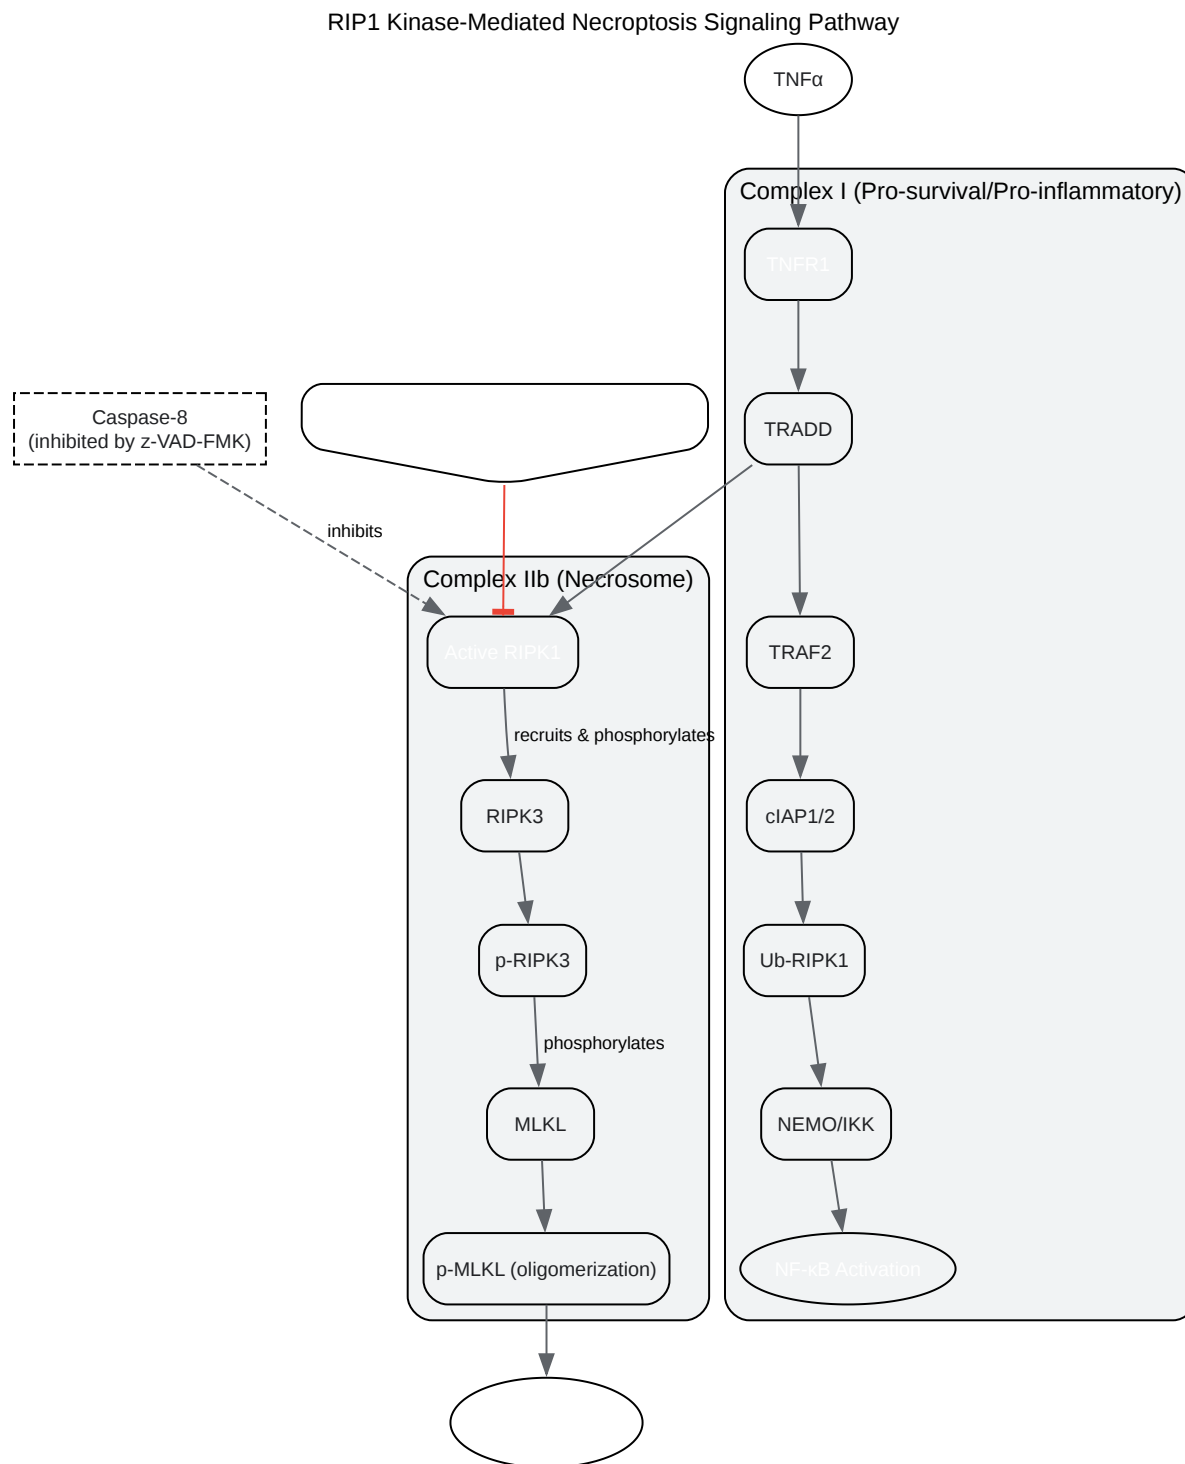 RIP1 Kinase-Mediated Necroptosis Signaling Pathway
TNFα
Complex I (Pro-survival/Pro-inflammatory)
TNFR1
Caspase-8
(inhibited by z-VAD-FMK)
TRADD
inhibits
Complex IIb (Necrosome)
Active RIPK1
TRAF2
recruits & phosphorylates
RIPK3
cIAP1/2
p-RIPK3
Ub-RIPK1
phosphorylates
MLKL
NEMO/IKK
p-MLKL (oligomerization)
NF-κB Activation